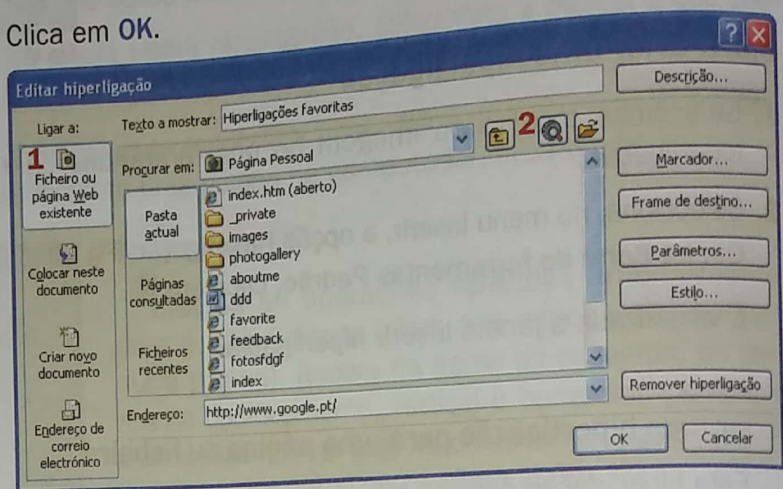 Clica em OK.
Editar hiperligação
Ligar a:
Texto a mostrar: Hiperligações favoritas
Descrição...
1
Ficheiro ou
página Web
existente
Procurar em: Página Pessoal
2
Marcador...
Pasta
actual
index.htm (aberto)
_private
images
photogallery
aboutme
ddd
favorite
feedback
fotosfdgf
index
Frame de destino...
Colocar neste
documento
Páginas
consultadas
Parâmetros...
Estilo...
Criar novo
documento
Ficheiros
recentes
Remover hiperligação
Endereço de
correio
electrónico
Endereço: http://www.google.pt/
OK
Cancelar